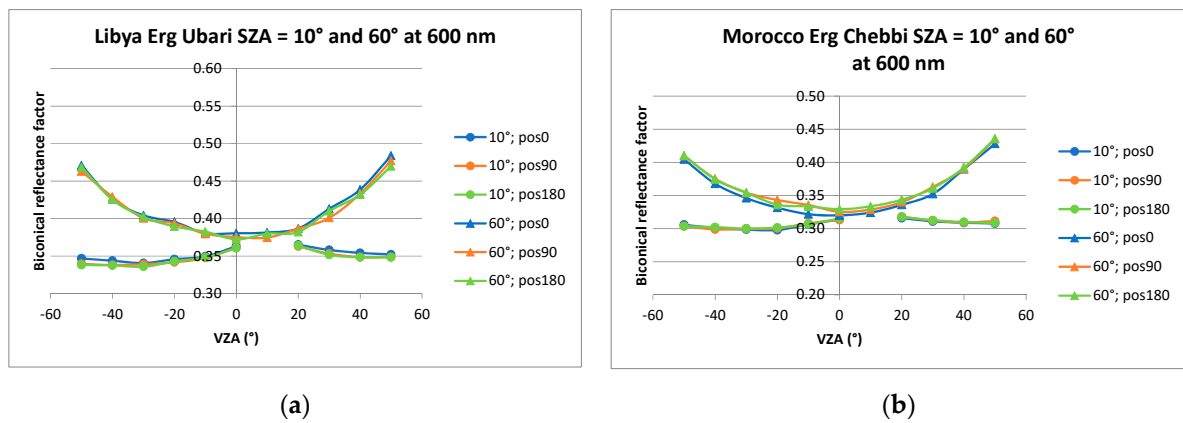 Libya Erg Ubari SZA = 10° and 60° at 600 nm
Biconical reflectance factor
0.60
0.55
0.50
0.45
0.40
0.35
0.30
-60
-40
-20
0
20
40
60
VZA (°)
10°; pos0
10°; pos90
10°; pos180
60°; pos0
60°; pos90
60°; pos180
(a)
Morocco Erg Chebbi SZA = 10° and 60°
at 600 nm
Biconical reflectance factor
0.50
0.45
0.40
0.35
0.30
0.25
0.20
-60
-40
-20
0
20
40
60
VZA (°)
10°; pos0
10°; pos90
10°; pos180
60°; pos0
60°; pos90
60°; pos180
(b)